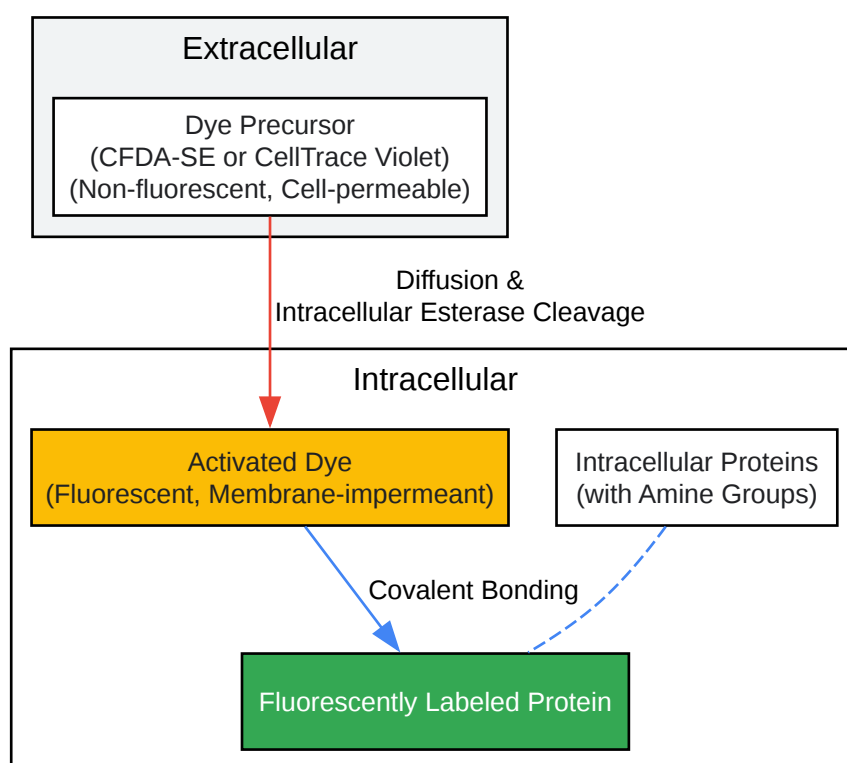 Extracellular
Dye Precursor
(CFDA-SE or CellTrace Violet)
(Non-fluorescent, Cell-permeable)
Diffusion &
Intracellular Esterase Cleavage
Intracellular
Activated Dye
(Fluorescent, Membrane-impermeant)
Intracellular Proteins
(with Amine Groups)
Covalent Bonding
Fluorescently Labeled Protein